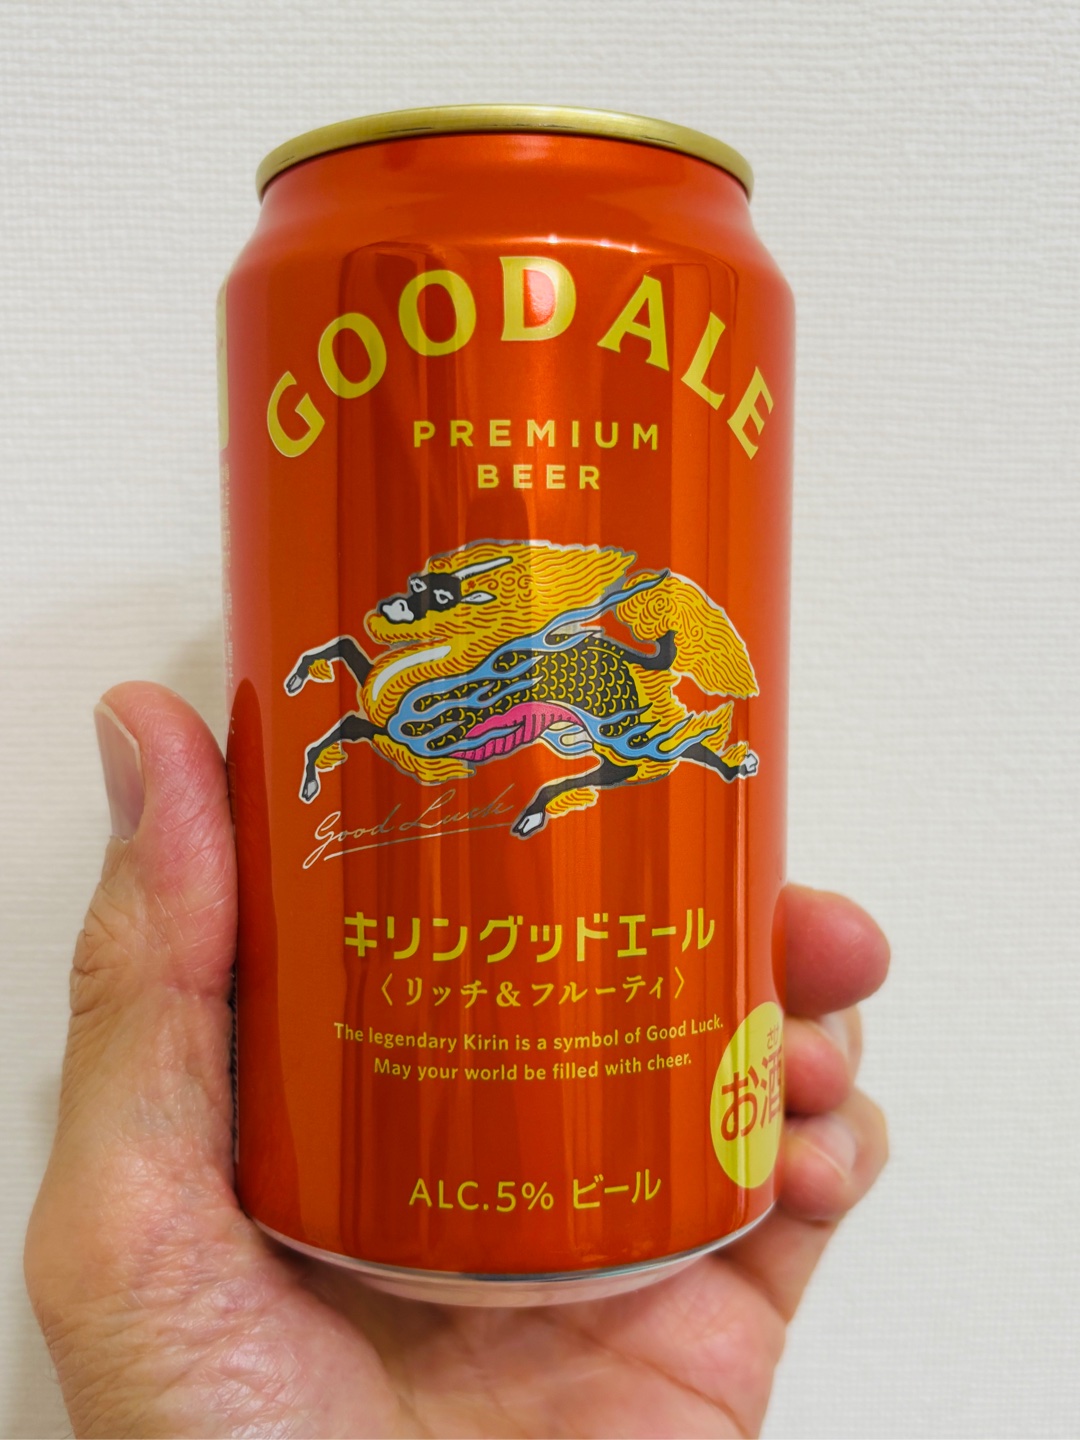 GOOD ALE
PREMIUM
BEER
Good Luck
キリングッドエール
〈リッチ&フルーティ〉
The legendary Kirin is a symbol of Good Luck.
May your world be filled with cheer.
お酒
ALC.5% ビール